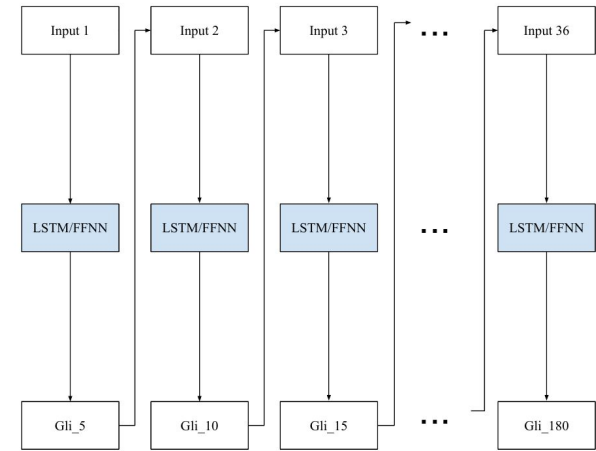 Input 1
Input 2
Input 3
...
Input 36
LSTM/FFNN
LSTM/FFNN
LSTM/FFNN
...
LSTM/FFNN
Gli_5
Gli_10
Gli_15
...
Gli_180